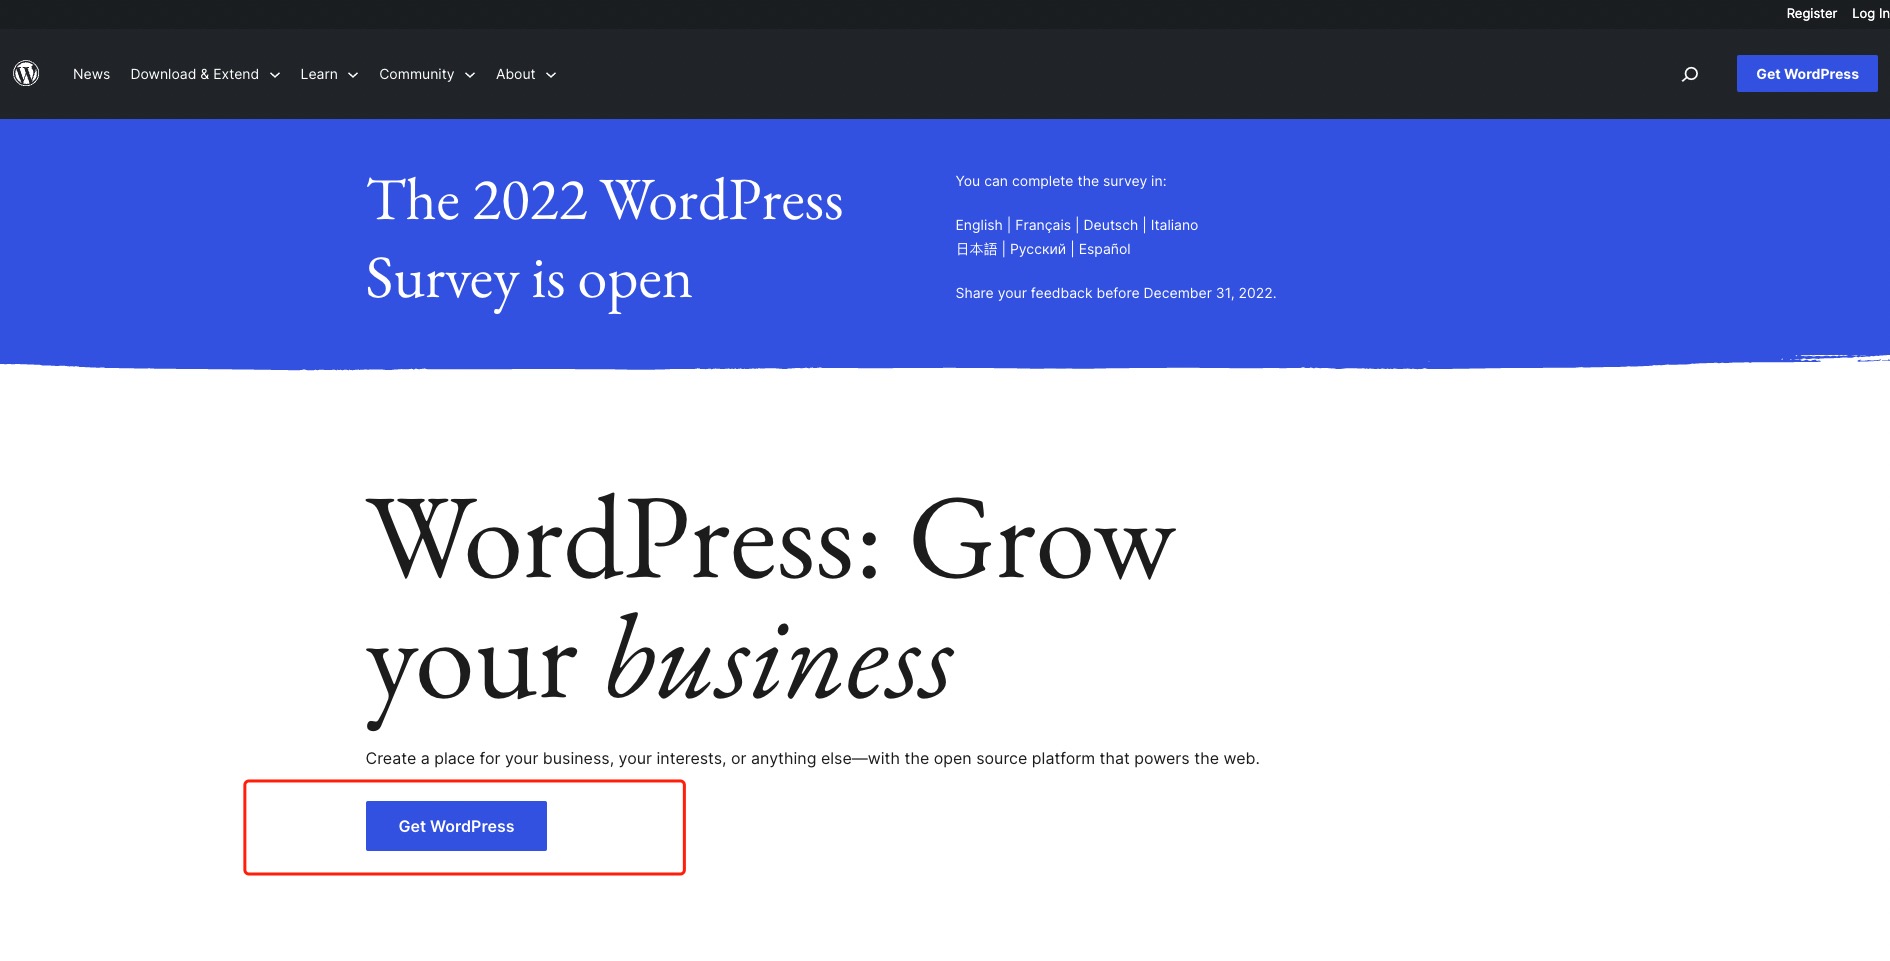 Register Log In
News Download & Extend Learn Community About Get WordPress
The 2022 WordPress
Survey is open
You can complete the survey in:
English | Français | Deutsch | Italiano
日本語 | Русский | Español
Share your feedback before December 31, 2022.
WordPress: Grow
your business
Create a place for your business, your interests, or anything else—with the open source platform that powers the web.
Get WordPress